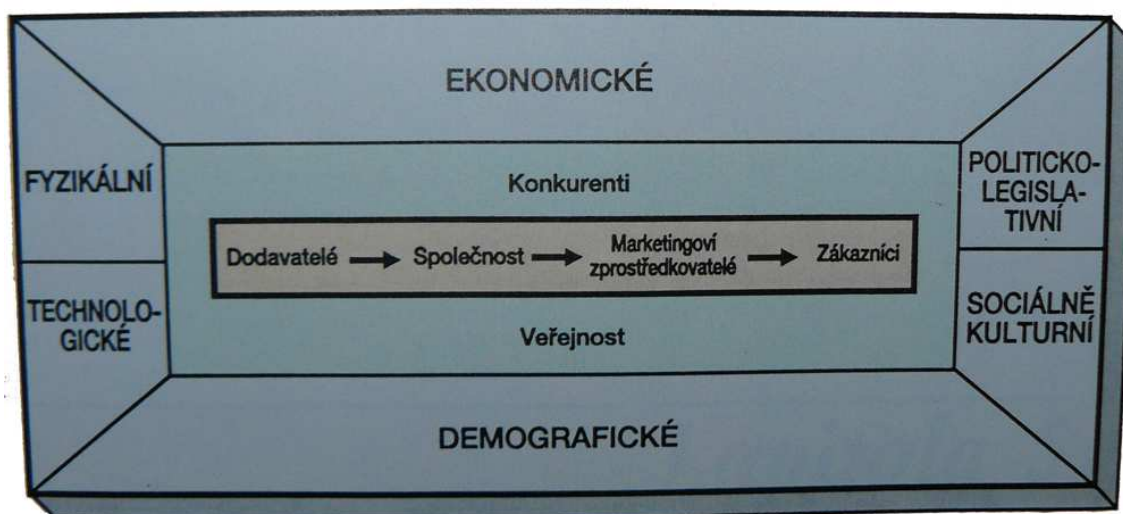 EKONOMICKÉ
FYZIKÁLNÍ
TECHNOLO-
GICKÉ
Konkurenti
Dodavatelé
Společnost
Marketingoví
zprostředkovatelé
Zákazníci
Veřejnost
POLITICKO-
LEGISLA-
TIVNÍ
SOCIÁLNĚ
KULTURNÍ
DEMOGRAFICKÉ